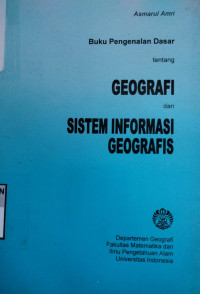 Asmarul Amri
Buku Pengenalan Dasar
tentang
GEOGRAFI
dan
SISTEM INFORMASI
GEOGRAFIS
Departemen Geografi
Fakultas Matematika dan
Ilmu Pengetahuan Alam
Universitas Indonesia